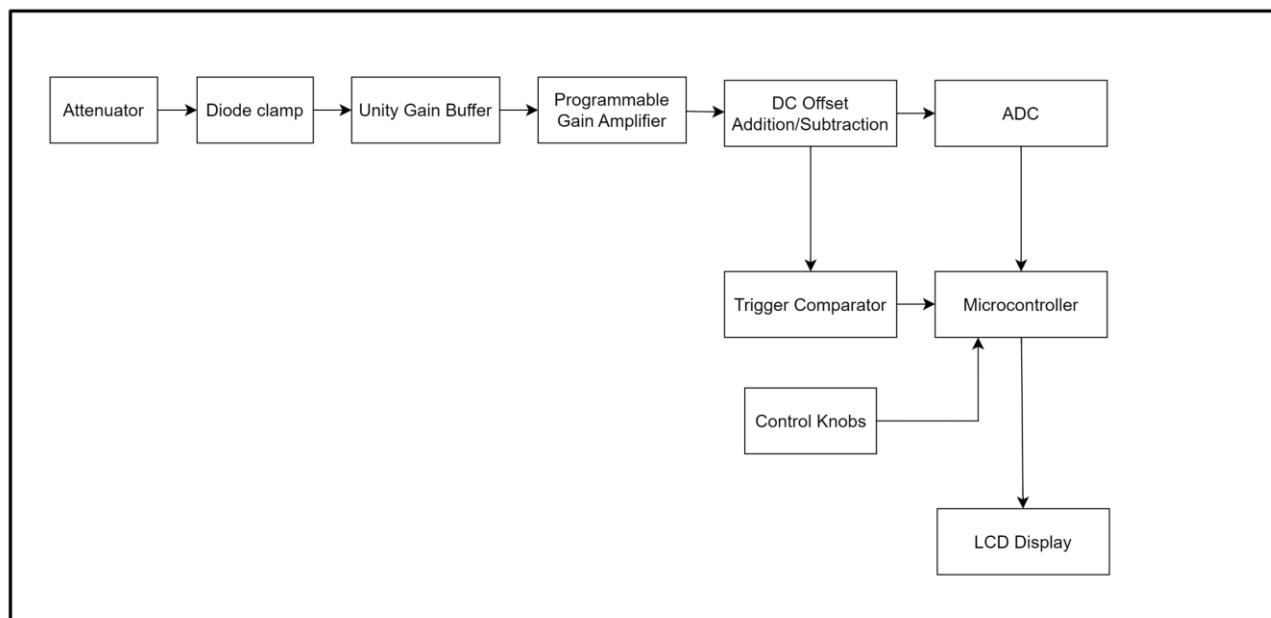 Attenuator
Diode clamp
Unity Gain Buffer
Programmable
Gain Amplifier
DC Offset
Addition/Subtraction
ADC
Trigger Comparator
Microcontroller
Control Knobs
LCD Display